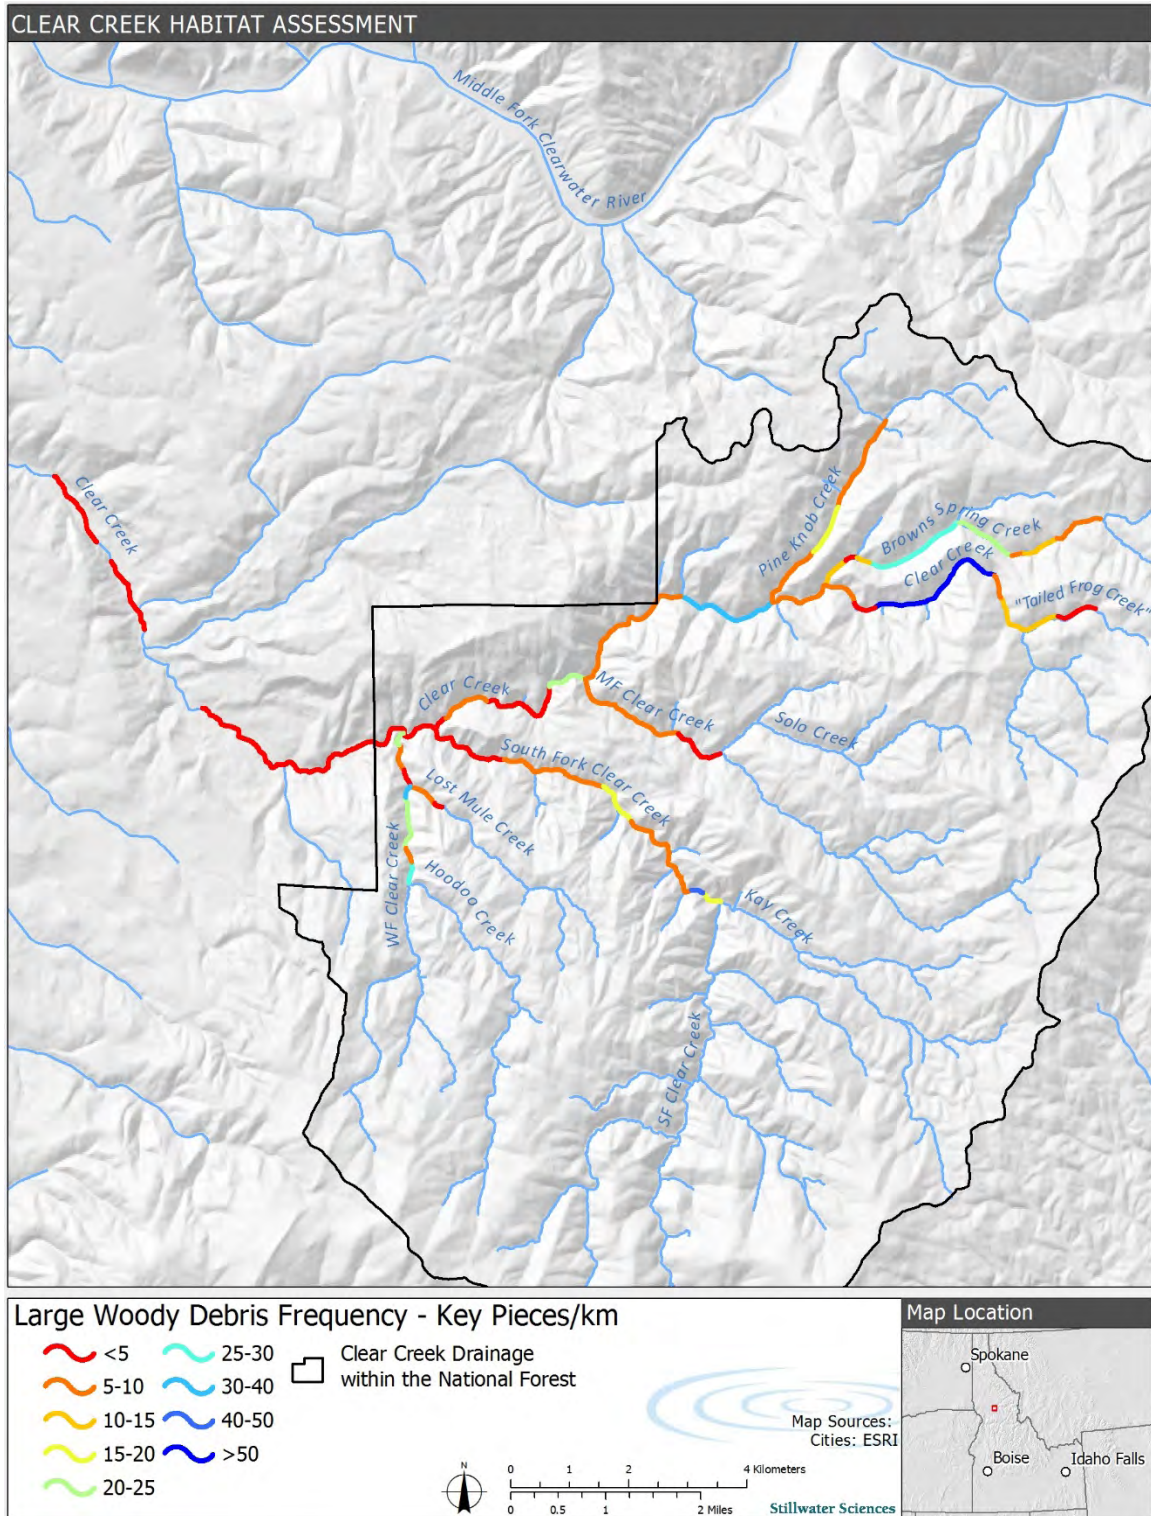 CLEAR CREEK HABITAT ASSESSMENT
Middle Fork Clearwater River
Clear Creek
Pine Knob Creek
Browns Spring Creek
Clear Creek
"Tailed Frog Creek"
Clear Creek
MF Clear Creek
Solo Creek
South Fork Clear Creek
Lost Mule Creek
WF Clear Creek
Hoodoo Creek
Kay Creek
SF Clear Creek
Large Woody Debris Frequency - Key Pieces/km
<5
5-10
10-15
15-20
20-25
25-30
30-40
40-50
>50
Clear Creek Drainage
within the National Forest
Map Sources:
Cities: ESRI
N
0 1 2 4 Kilometers
0 0.5 1 2 Miles
Stillwater Sciences
Map Location
Spokane
Boise
Idaho Falls